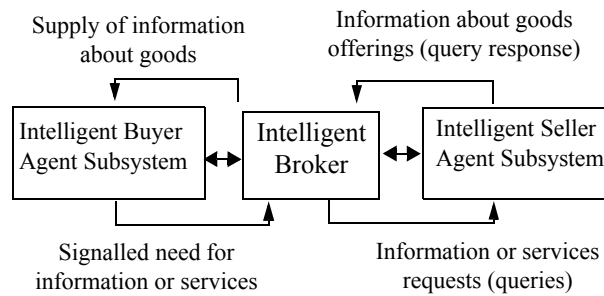 Supply of information
about goods
Information about goods
offerings (query response)
Intelligent Buyer
Agent Subsystem
Intelligent
Broker
Intelligent Seller
Agent Subsystem
Signalled need for
information or services
Information or services
requests (queries)